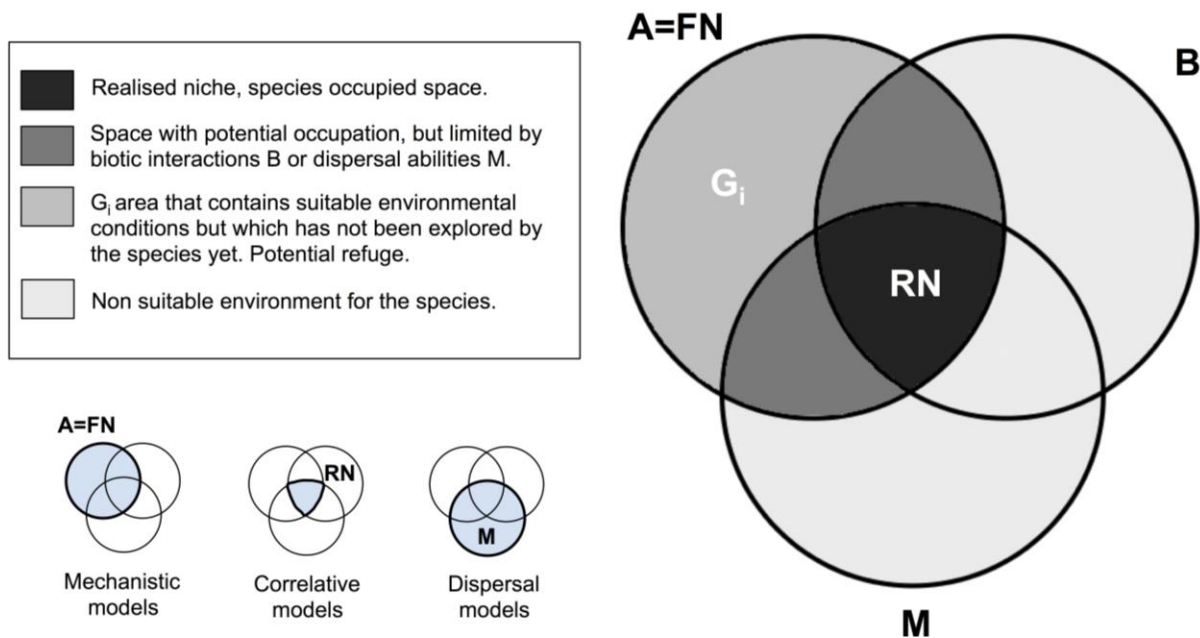 Realised niche, species occupied space.
Space with potential occupation, but limited by
biotic interactions B or dispersal abilities M.
Gᵢ area that contains suitable environmental
conditions but which has not been explored by
the species yet. Potential refuge.
Non suitable environment for the species.
A=FN
B
Gᵢ
RN
M
A=FN
Mechanistic
models
RN
Correlative
models
M
Dispersal
models